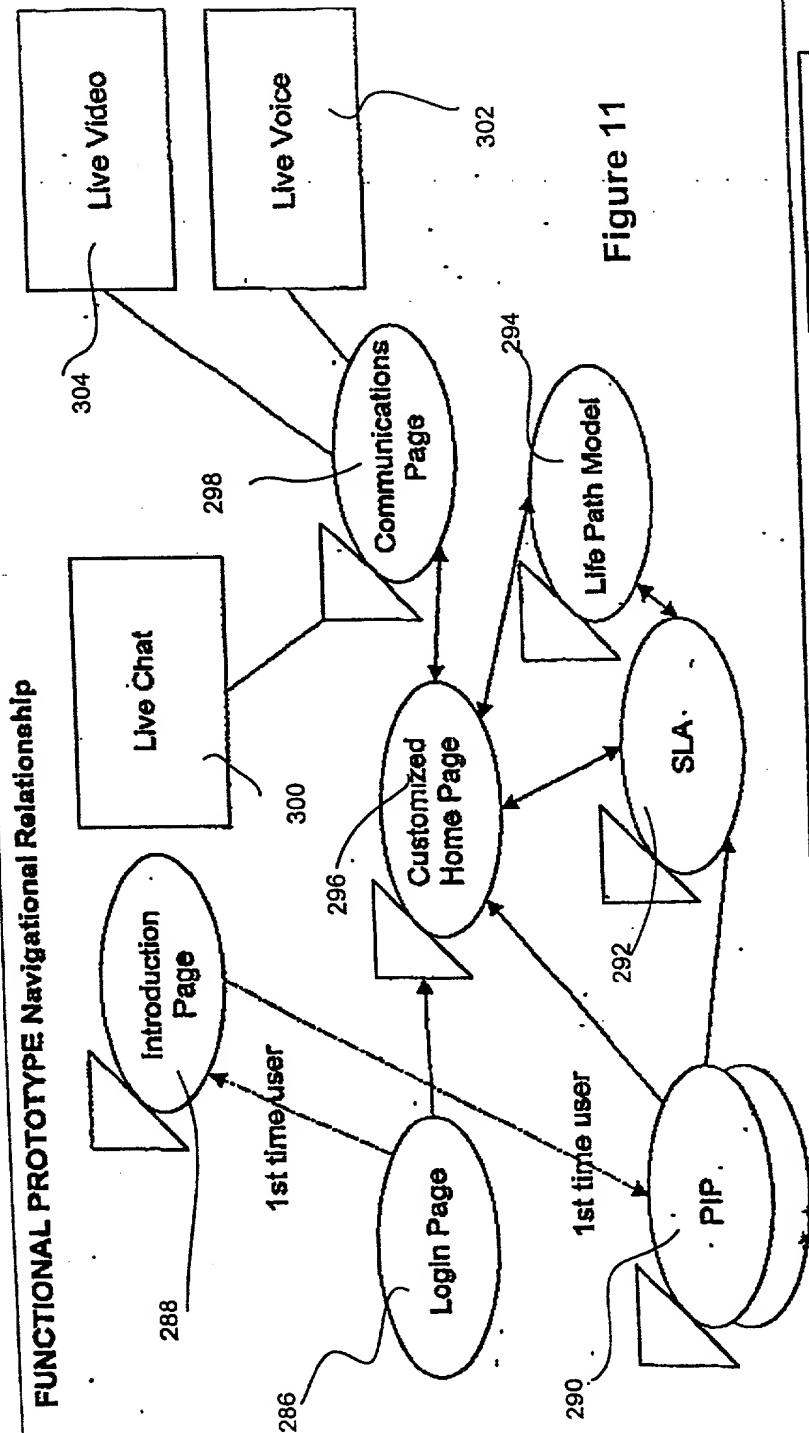 FUNCTIONAL PROTOTYPE Navigational Relationship
Live Chat
300
Live Video
304
Live Voice
302
Introduction
Page
288
1st time user
Login Page
286
Customized
Home Page
296
Communications
Page
298
Life Path Model
294
SLA
292
1st time user
PIP
290
Figure 11